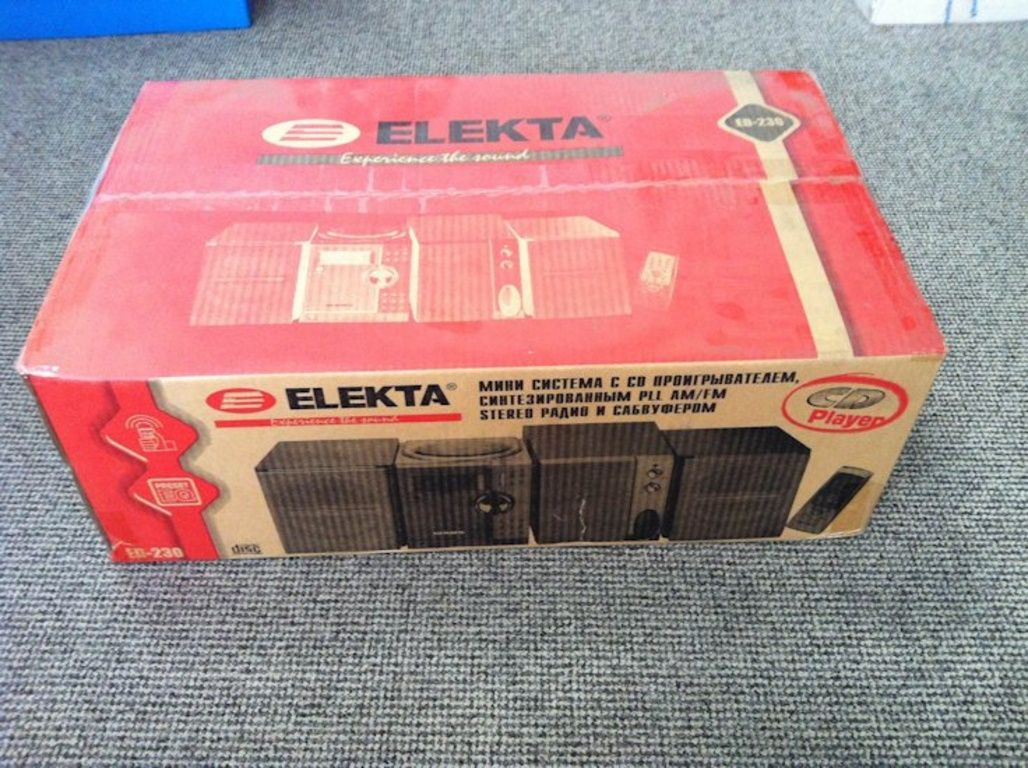 ELEKTA®
Experience the sound
ED-230
ELEKTA®
Experience the sound
МИНИ СИСТЕМА С CD ПРОИГРЫВАТЕЛЕМ,
СИНТЕЗИРОВАННЫМ PLL AM/FM
STEREO РАДИО И САБВУФЕРОМ
CD
Player
PRESET
EQ
ED-230
disc